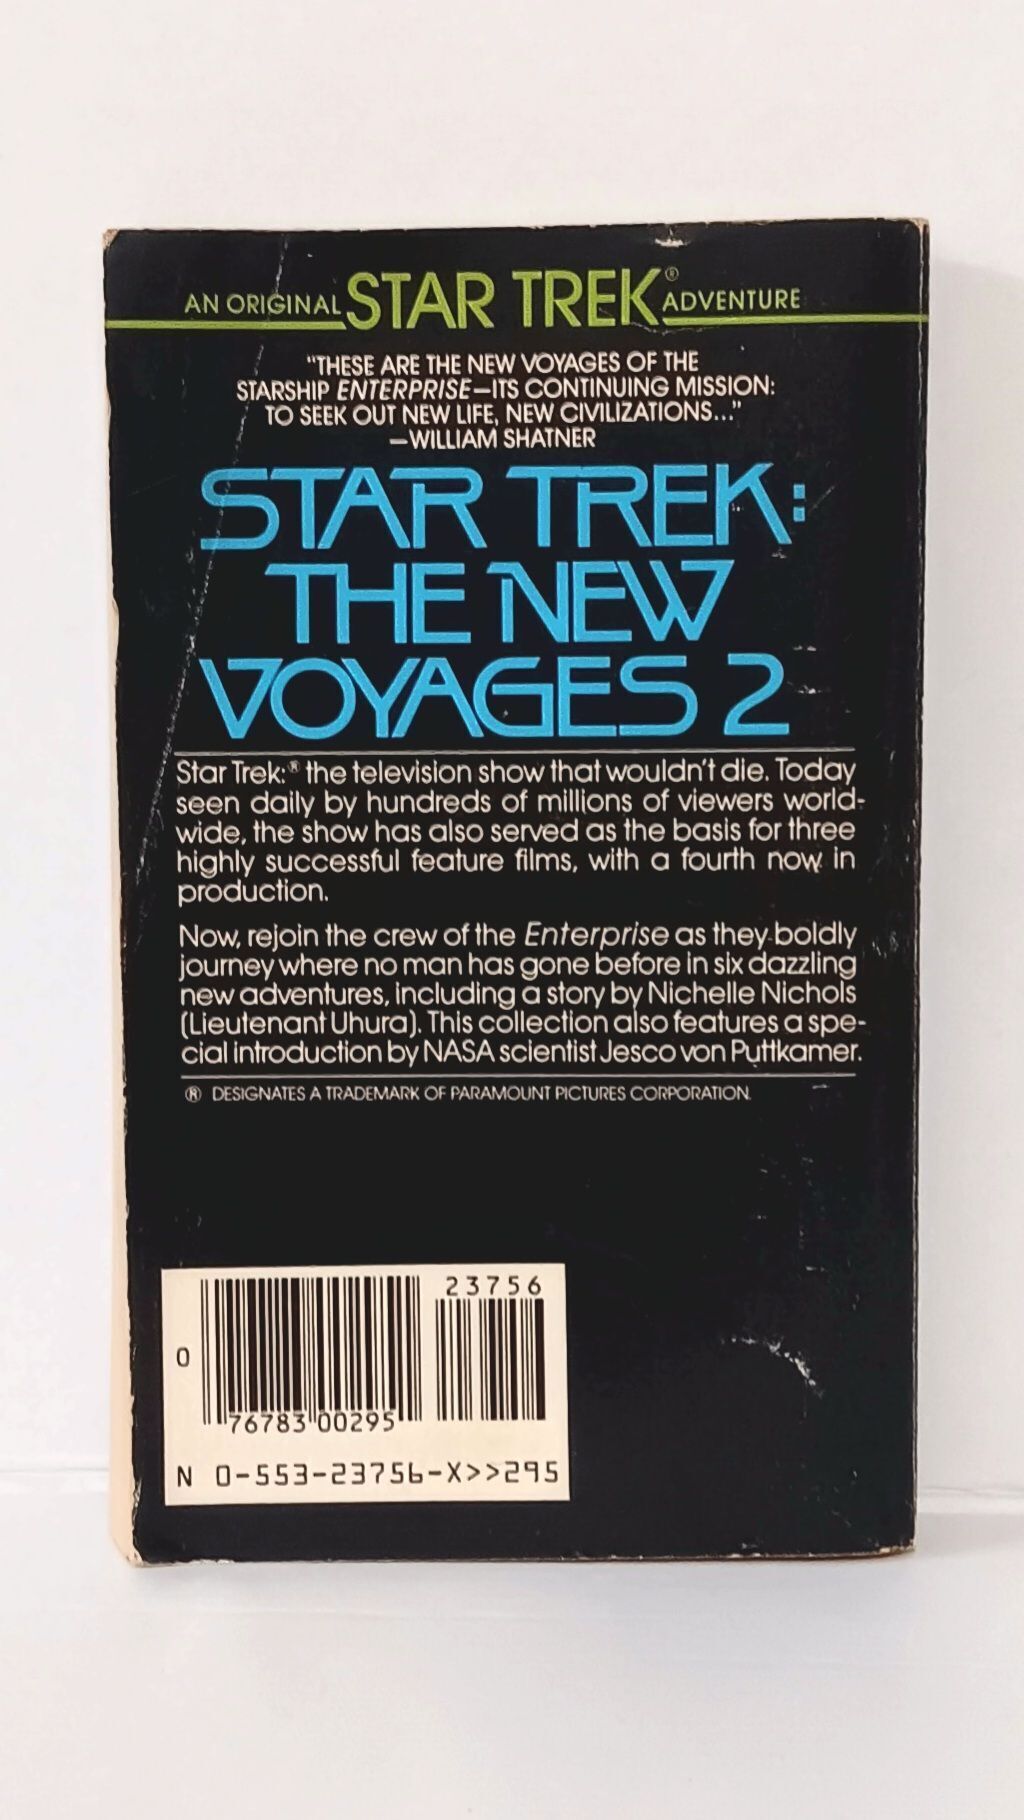 AN ORIGINAL STAR TREK® ADVENTURE
"THESE ARE THE NEW VOYAGES OF THE
STARSHIP ENTERPRISE—ITS CONTINUING MISSION:
TO SEEK OUT NEW LIFE, NEW CIVILIZATIONS..."
—WILLIAM SHATNER
STAR TREK:
THE NEW
VOYAGES 2
Star Trek:® the television show that wouldn't die. Today
seen daily by hundreds of millions of viewers world-
wide, the show has also served as the basis for three
highly successful feature films, with a fourth now in
production.
Now, rejoin the crew of the Enterprise as they boldly
journey where no man has gone before in six dazzling
new adventures, including a story by Nichelle Nichols
(Lieutenant Uhura). This collection also features a spe-
cial introduction by NASA scientist Jesco von Puttkamer.
® DESIGNATES A TRADEMARK OF PARAMOUNT PICTURES CORPORATION.
23756
0
76783 00295
N 0-553-23756-X>>295